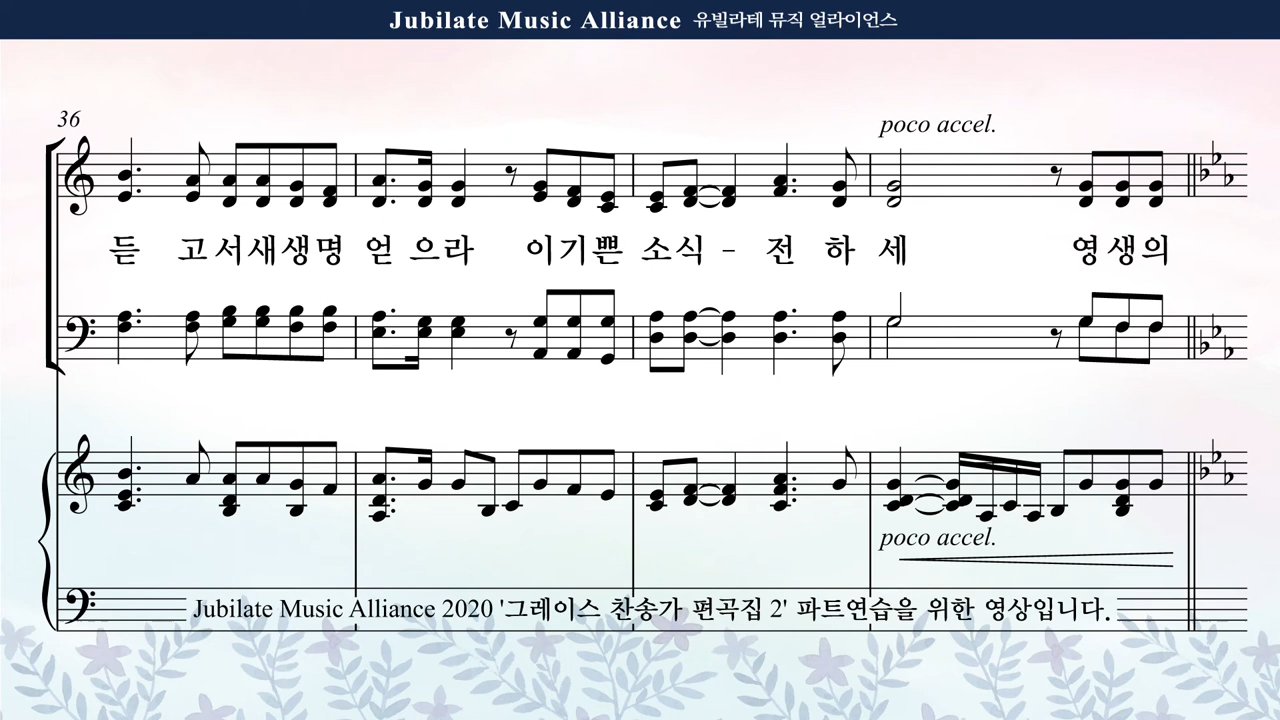 Jubilate Music Alliance 유빌라테 뮤직 얼라이언스
36
poco accel.
듣 고 서 새 생 명 얻 으 라 이 기 쁜 소 식 - 전 하 세 영 생 의
poco accel.
Jubilate Music Alliance 2020 '그레이스 찬송가 편곡집 2' 파트연습을 위한 영상입니다.